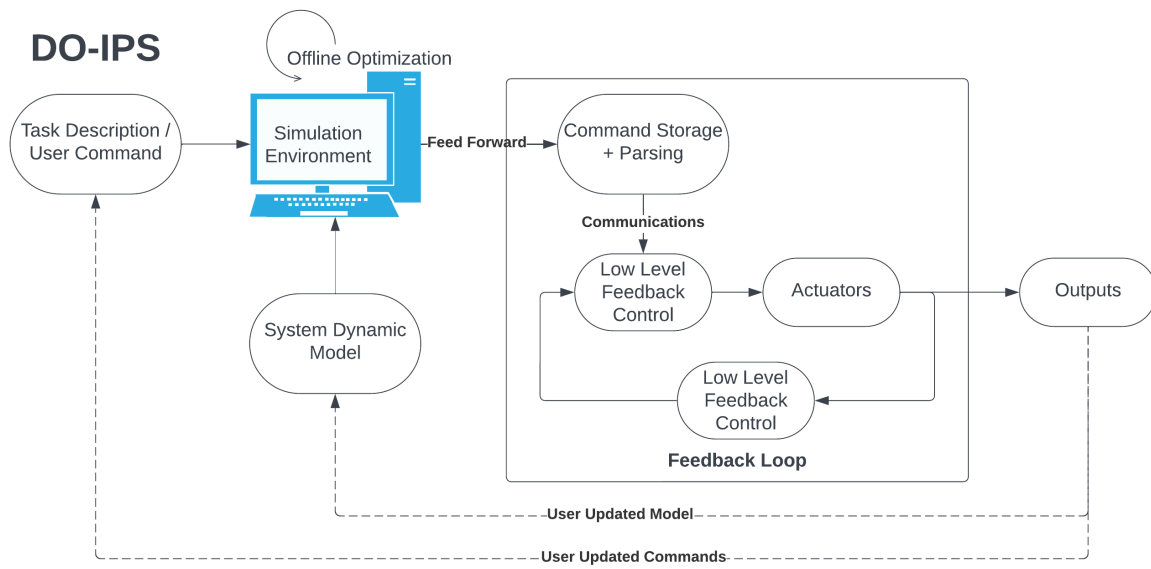 DO-IPS
Offline Optimization
Task Description /
User Command
Simulation
Environment
Feed Forward
Command Storage
+ Parsing
Communications
Low Level
Feedback
Control
Actuators
Outputs
System Dynamic
Model
Low Level
Feedback
Control
Feedback Loop
User Updated Model
User Updated Commands